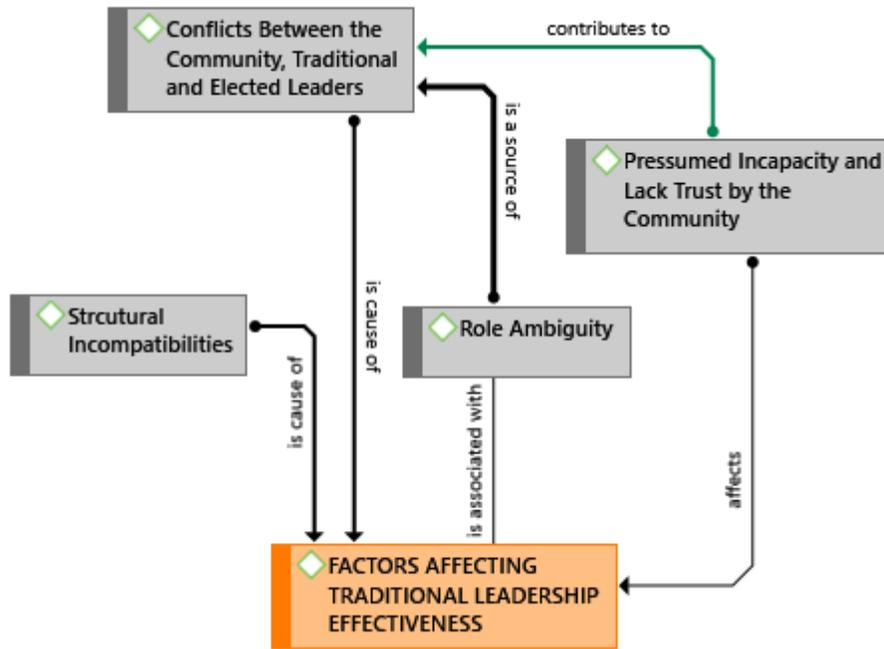 Conflicts Between the
Community, Traditional
and Elected Leaders
contributes to
is a source of
Pressumed Incapacity and
Lack Trust by the
Community
Strcutural
Incompatibilities
is cause of
is cause of
Role Ambiguity
is associated with
affects
FACTORS AFFECTING
TRADITIONAL LEADERSHIP
EFFECTIVENESS